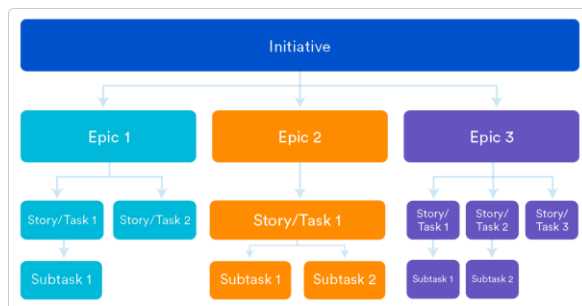 Initiative
Epic 1
Epic 2
Epic 3
Story/Task 1
Story/Task 2
Story/Task 1
Story/
Task 1
Story/
Task 2
Story/
Task 3
Subtask 1
Subtask 1
Subtask 2
Subtask 1
Subtask 2